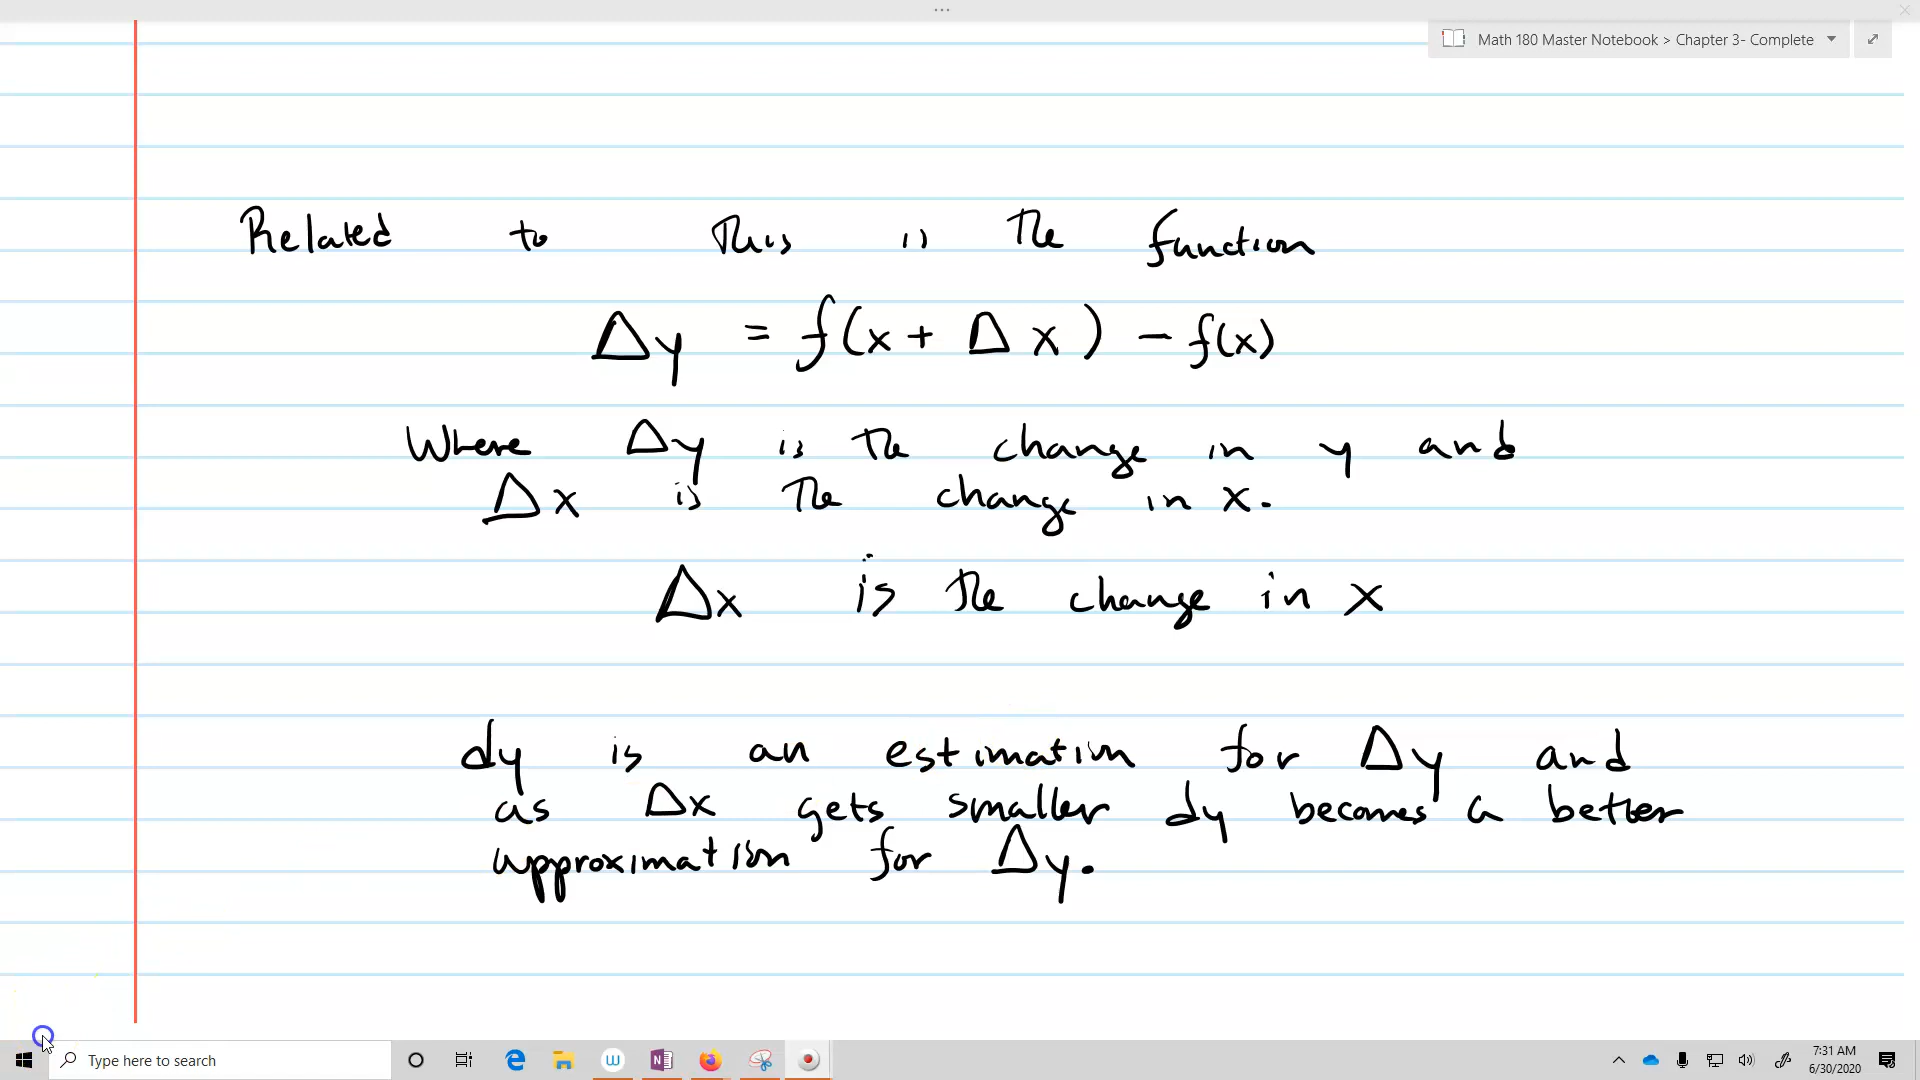 Math 180 Master Notebook > Chapter 3- Complete
Related to this is the function
Δy = f(x + Δx) - f(x)
Where Δy is the change in y and
Δx is the change in x.
Δx is the change in x
dy is an estimation for Δy and
as Δx gets smaller dy becomes a better
approximation for Δy.
Type here to search
7:31 AM
6/30/2020